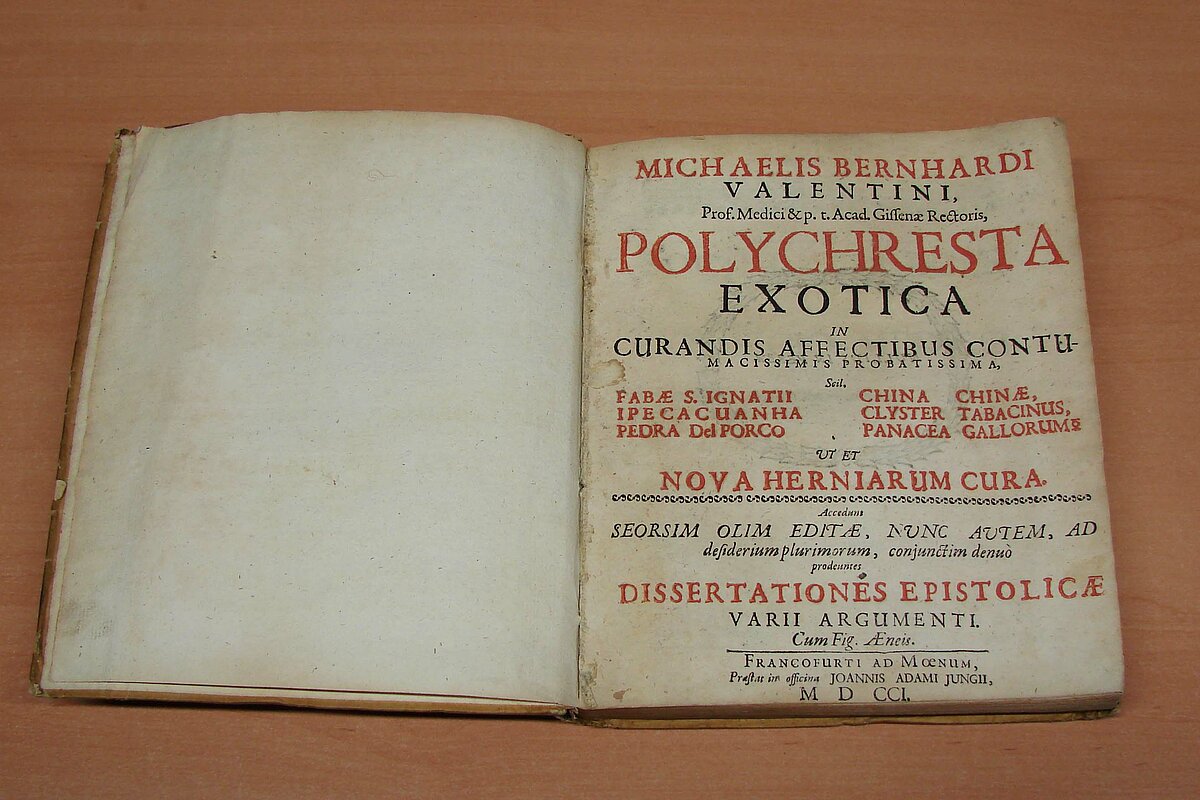 MICHAELIS BERNHARDI
VALENTINI,
Prof. Medici & p. t. Acad. Giſſenæ Rectoris,
POLYCHRESTA
EXOTICA
IN
CURANDIS AFFECTIBUS CONTU-
MACISSIMIS PROBATISSIMA,
Scil.
FABÆ S. IGNATII CHINA CHINÆ,
IPECACUANHA CLYSTER TABACINUS,
PEDRA Del PORCO PANACEA GALLORUM
UT ET
NOVA HERNIARUM CURA.
Accedunt
SEORSIM OLIM EDITÆ, NUNC AUTEM, AD
deſiderium plurimorum, conjunctim denuò
prodeuntes
DISSERTATIONES EPISTOLICÆ
VARII ARGUMENTI.
Cum Fig. Æneis.
FRANCOFURTI AD MŒNUM,
Præſtat in officina JOANNIS ADAMI JUNGII,
M D CCI.